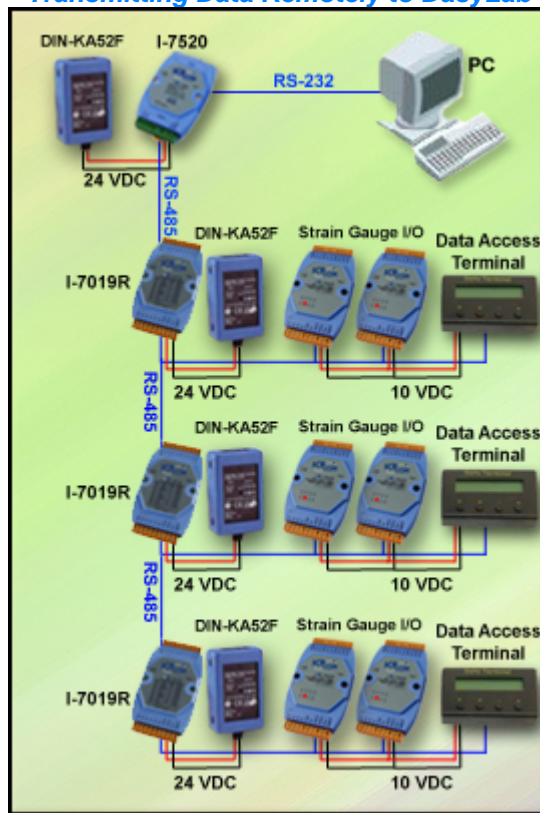 Transmitting Data Remotely to DasyLab
DIN-KA52F
I-7520
RS-232
PC
24 VDC
RS-485
DIN-KA52F
Strain Gauge I/O
Data Access
Terminal
I-7019R
24 VDC
10 VDC
RS-485
DIN-KA52F
Strain Gauge I/O
Data Access
Terminal
I-7019R
24 VDC
10 VDC
RS-485
DIN-KA52F
Strain Gauge I/O
Data Access
Terminal
I-7019R
24 VDC
10 VDC